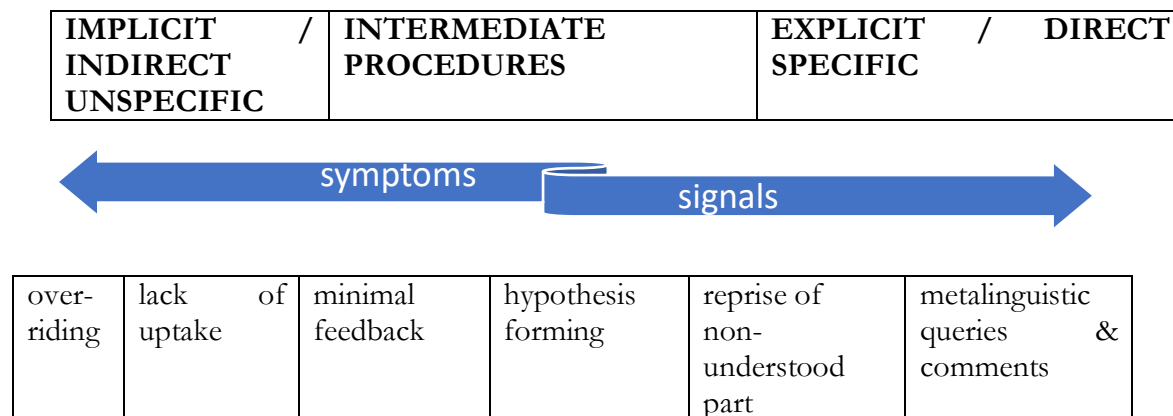 IMPLICIT / INDIRECT UNSPECIFIC
INTERMEDIATE PROCEDURES
EXPLICIT / DIRECT SPECIFIC
symptoms
signals
over-
riding
lack of
uptake
minimal
feedback
hypothesis
forming
reprise of
non-
understood
part
metalinguistic
queries &
comments